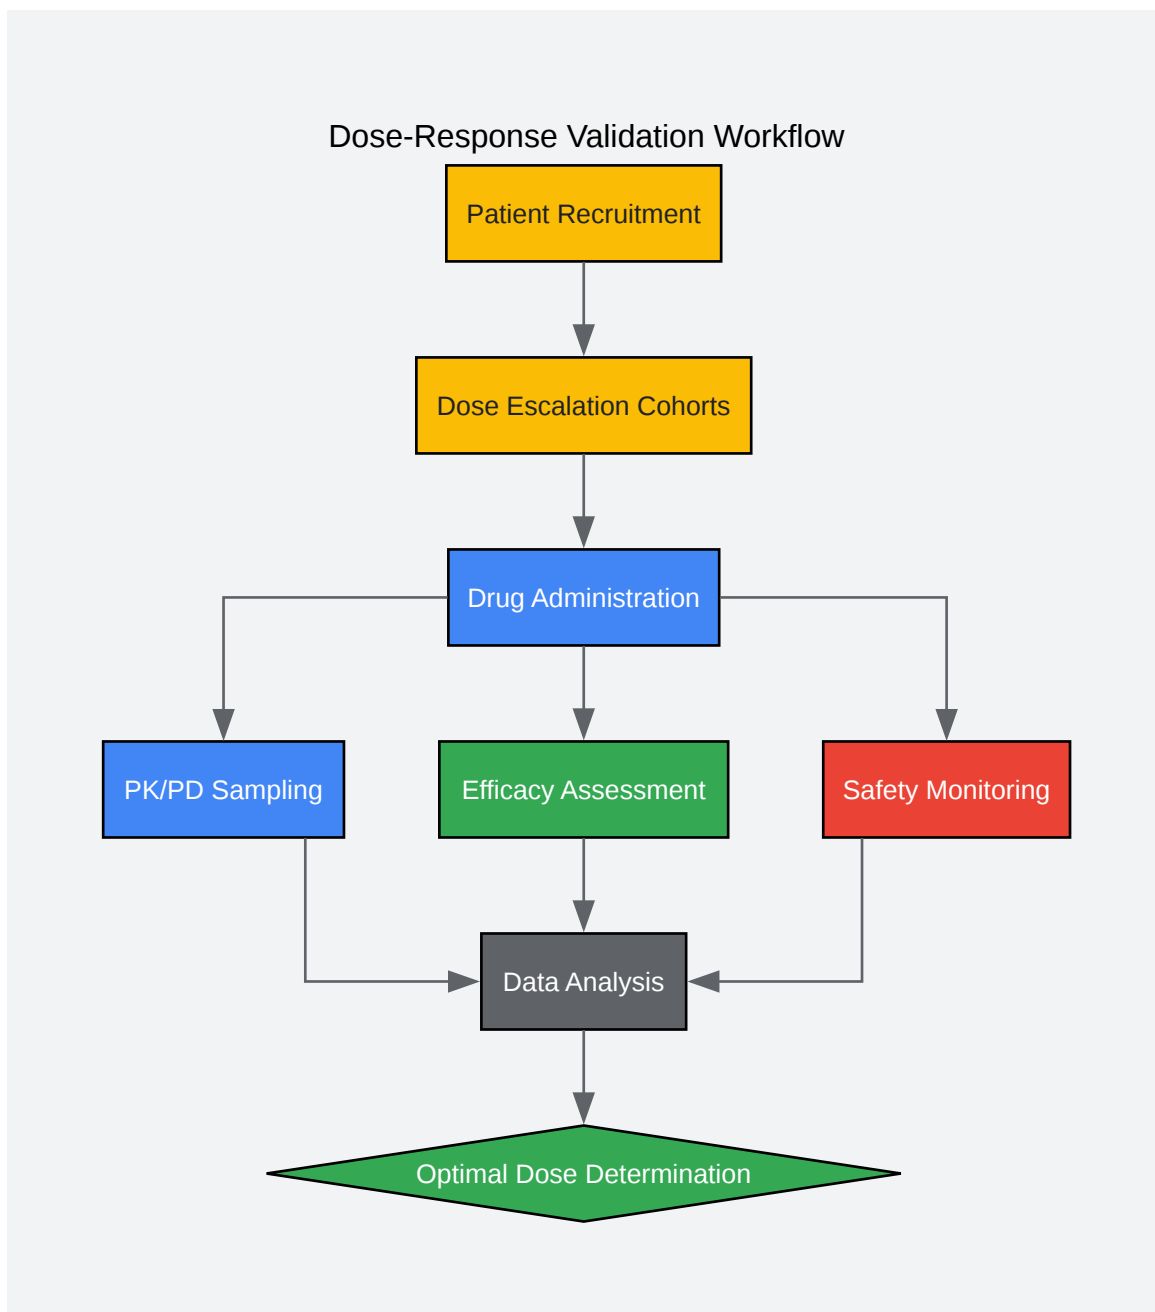 Dose-Response Validation Workflow
Patient Recruitment
Dose Escalation Cohorts
Drug Administration
PK/PD Sampling
Efficacy Assessment
Safety Monitoring
Data Analysis
Optimal Dose Determination